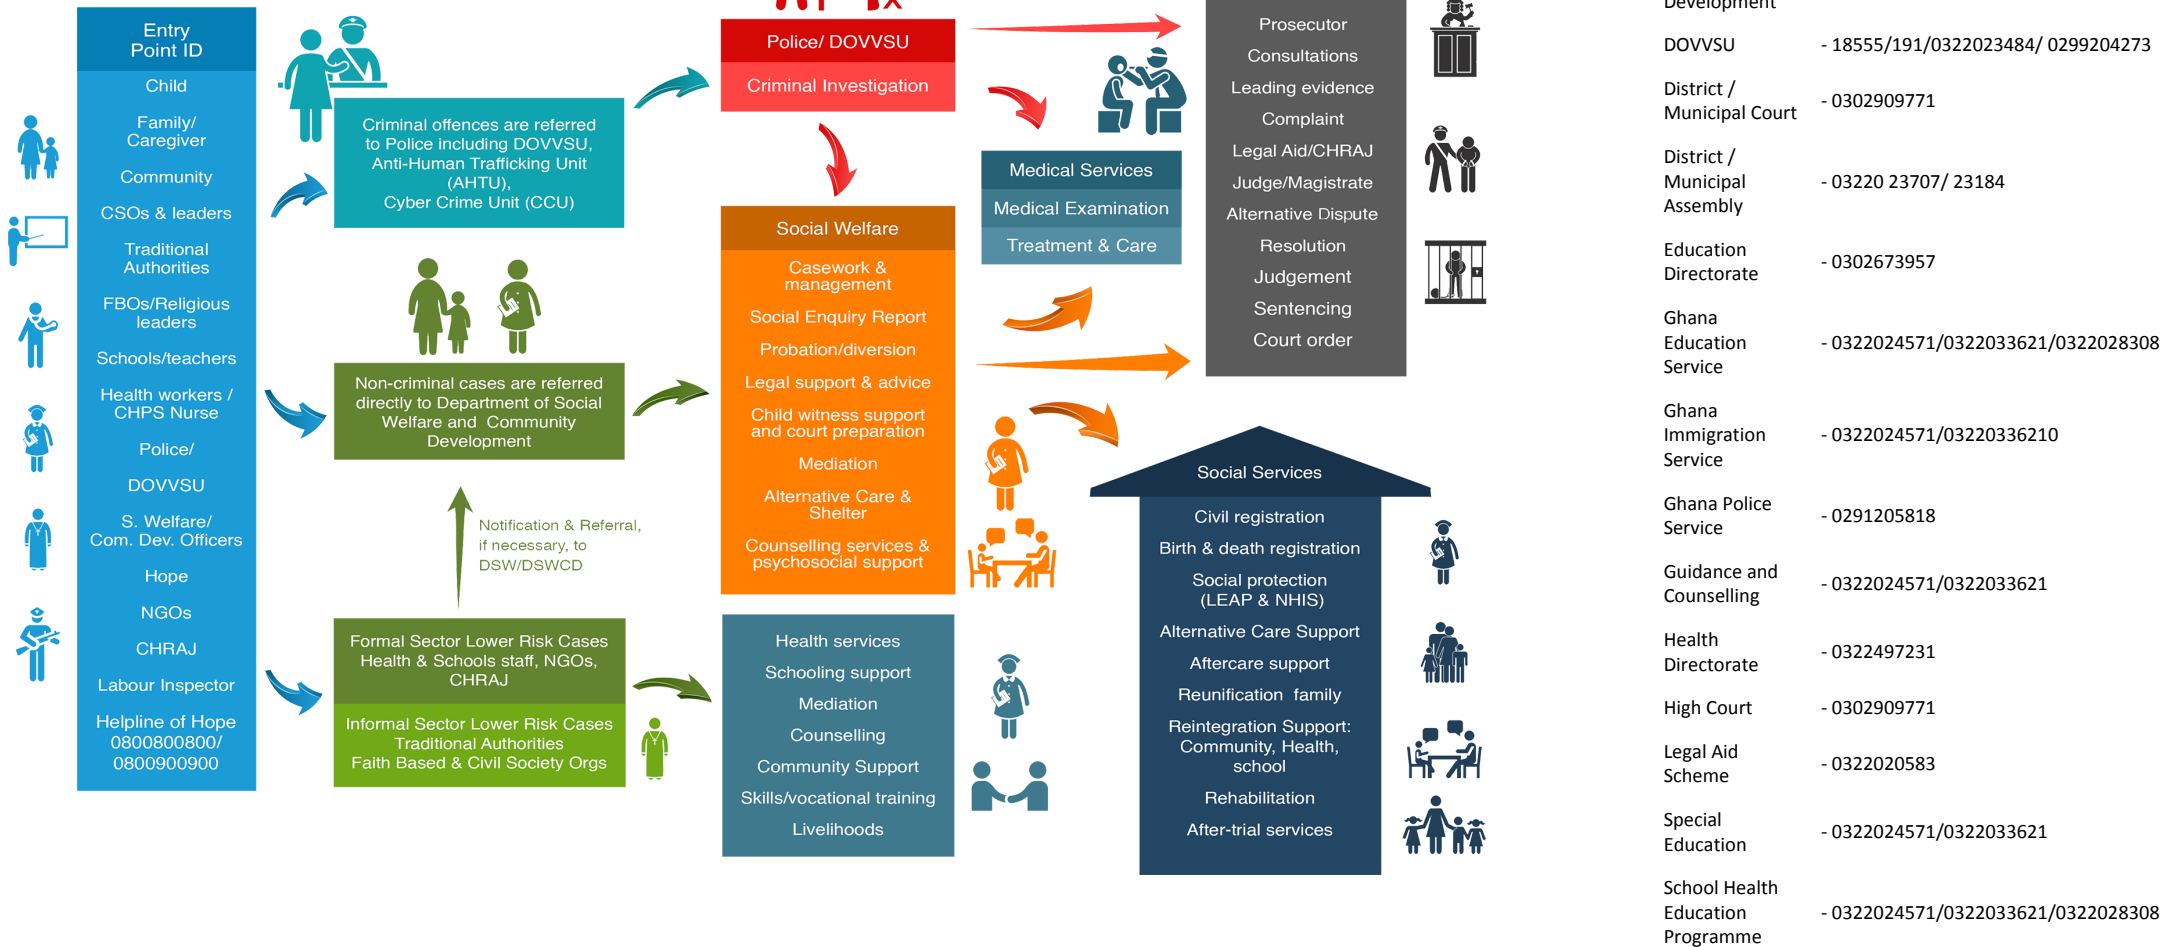 Entry
Point ID
Child
Family/
Caregiver
Community
CSOs & leaders
Traditional
Authorities
FBOs/Religious
leaders
Schools/teachers
Health workers /
CHPS Nurse
Police/
DOVVSU
S. Welfare/
Com. Dev. Officers
Hope
NGOs
CHRAJ
Labour Inspector
Helpline of Hope
0800800800/
0800900900
Criminal offences are referred
to Police including DOVVSU,
Anti-Human Trafficking Unit
(AHTU),
Cyber Crime Unit (CCU)
Non-criminal cases are referred
directly to Department of Social
Welfare and Community
Development
Notification & Referral,
if necessary, to
DSW/DSWCD
Formal Sector Lower Risk Cases
Health & Schools staff, NGOs,
CHRAJ
Informal Sector Lower Risk Cases
Traditional Authorities
Faith Based & Civil Society Orgs
Police/ DOVVSU
Criminal Investigation
Social Welfare
Casework &
management
Social Enquiry Report
Probation/diversion
Legal support & advice
Child witness support
and court preparation
Mediation
Alternative Care &
Shelter
Counselling services &
psychosocial support
Health services
Schooling support
Mediation
Counselling
Community Support
Skills/vocational training
Livelihoods
Medical Services
Medical Examination
Treatment & Care
Prosecutor
Consultations
Leading evidence
Complaint
Legal Aid/CHRAJ
Judge/Magistrate
Alternative Dispute
Resolution
Judgement
Sentencing
Court order
Social Services
Civil registration
Birth & death registration
Social protection
(LEAP & NHIS)
Alternative Care Support
Aftercare support
Reunification family
Reintegration Support:
Community, Health,
school
Rehabilitation
After-trial services
Development
DOVVSU - 18555/191/0322023484/ 0299204273
District /
Municipal Court - 0302909771
District /
Municipal - 03220 23707/ 23184
Assembly
Education
Directorate - 0302673957
Ghana
Education - 0322024571/0322033621/0322028308
Service
Ghana
Immigration - 0322024571/03220336210
Service
Ghana Police
Service - 0291205818
Guidance and
Counselling - 0322024571/0322033621
Health
Directorate - 0322497231
High Court - 0302909771
Legal Aid
Scheme - 0322020583
Special
Education - 0322024571/0322033621
School Health
Education - 0322024571/0322033621/0322028308
Programme